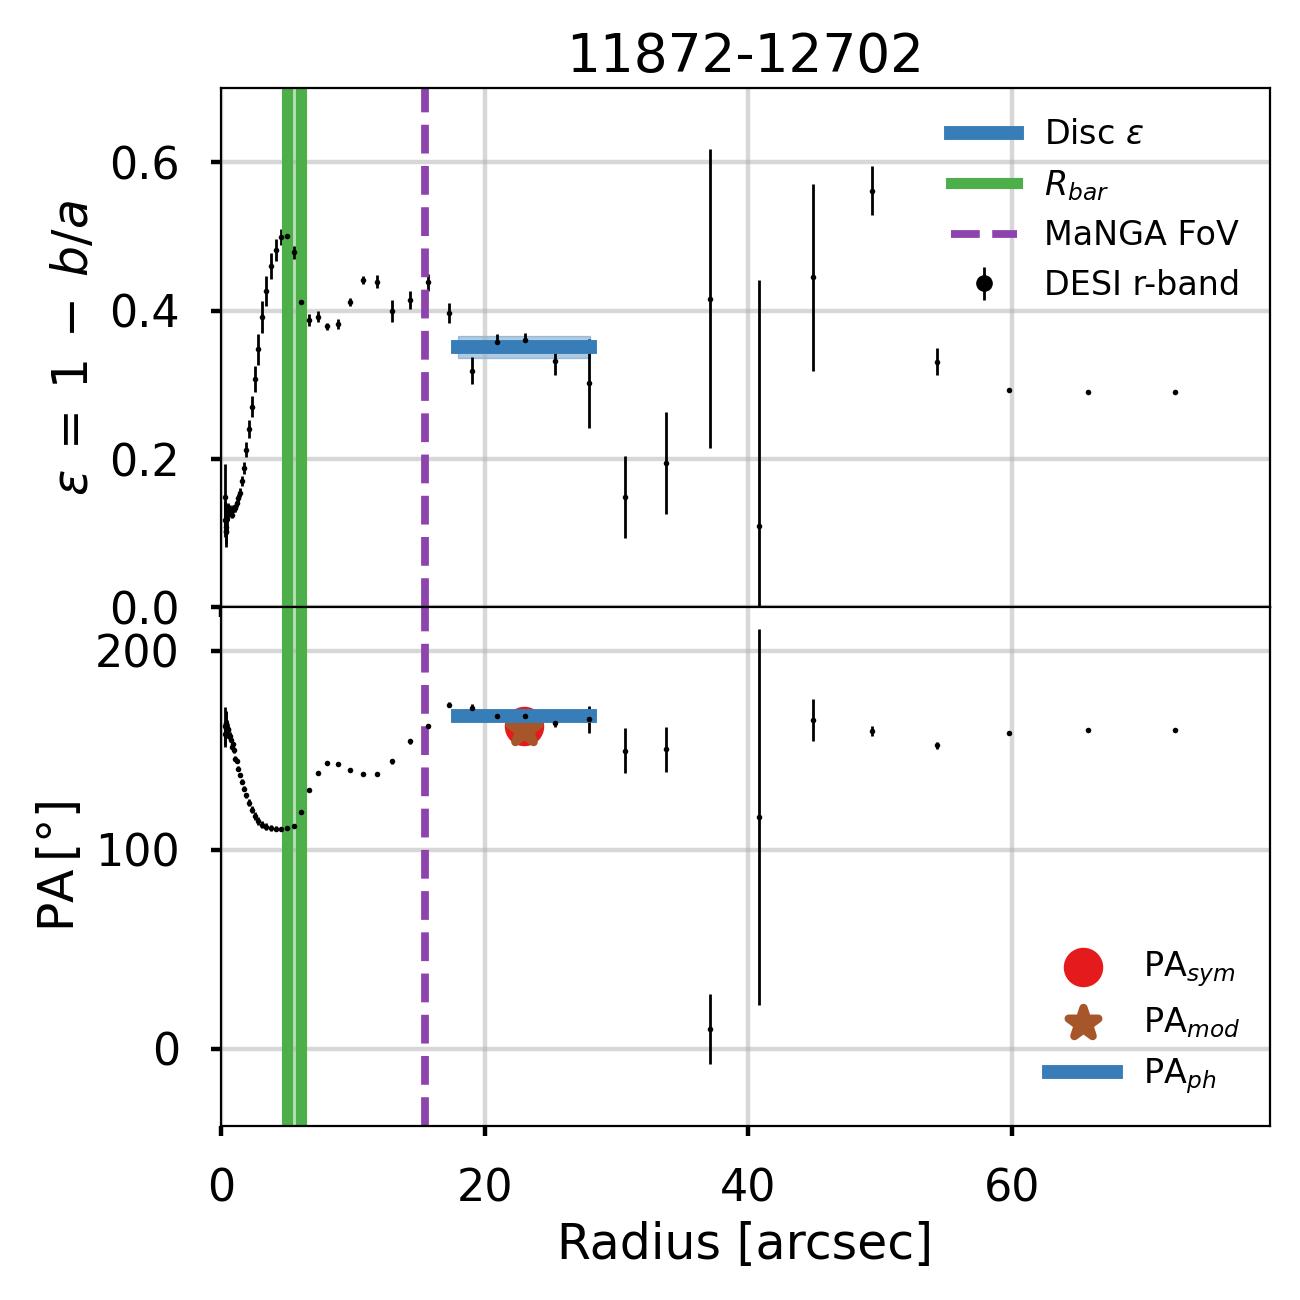 11872-12702
0.6
0.4
0.2
0.0
ε = 1 − b/a
Disc ε
R_bar
MaNGA FoV
DESI r-band
200
100
0
PA [°]
PA_sym
PA_mod
PA_ph
0 20 40 60
Radius [arcsec]